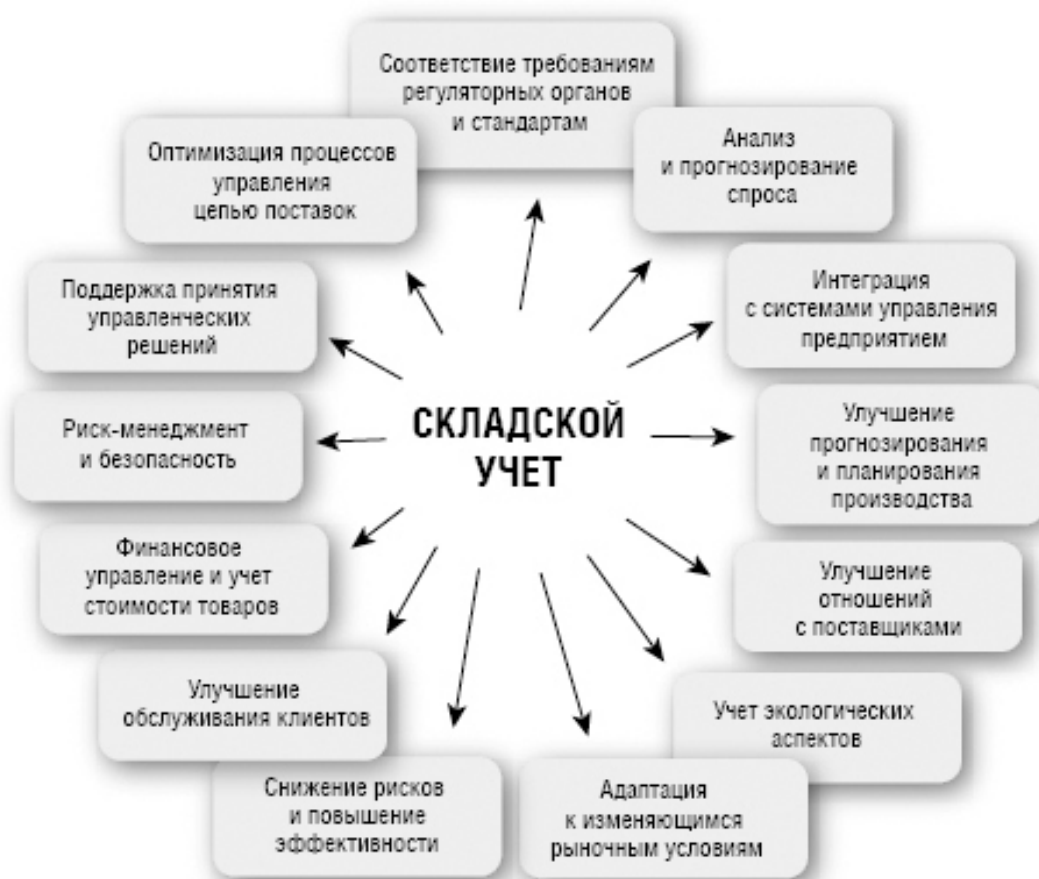 Соответствие требованиям
регуляторных органов
и стандартам
Анализ
и прогнозирование
спроса
Интеграция
с системами управления
предприятием
Улучшение
прогнозирования
и планирования
производства
Улучшение
отношений
с поставщиками
Учет экологических
аспектов
Адаптация
к изменяющимся
рыночным условиям
Снижение рисков
и повышение
эффективности
Улучшение
обслуживания клиентов
Финансовое
управление и учет
стоимости товаров
Риск-менеджмент
и безопасность
Поддержка принятия
управленческих
решений
Оптимизация процессов
управления
цепью поставок
СКЛАДСКОЙ
УЧЕТ